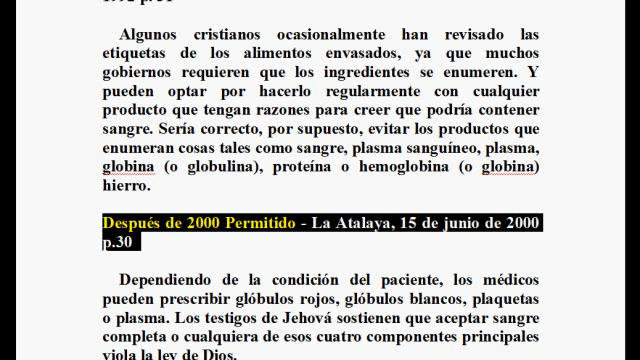 1992 p. 31
Algunos cristianos ocasionalmente han revisado las
etiquetas de los alimentos envasados, ya que muchos
gobiernos requieren que los ingredientes se enumeren. Y
pueden optar por hacerlo regularmente con cualquier
producto que tengan razones para creer que podría contener
sangre. Sería correcto, por supuesto, evitar los productos que
enumeran cosas tales como sangre, plasma sanguíneo, plasma,
globina (o globulina), proteína o hemoglobina (o globina)
hierro.
Después de 2000 Permitido - La Atalaya, 15 de junio de 2000
p.30
Dependiendo de la condición del paciente, los médicos
pueden prescribir glóbulos rojos, glóbulos blancos, plaquetas
o plasma. Los testigos de Jehová sostienen que aceptar sangre
completa o cualquiera de esos cuatro componentes principales
viola la ley de Dios.